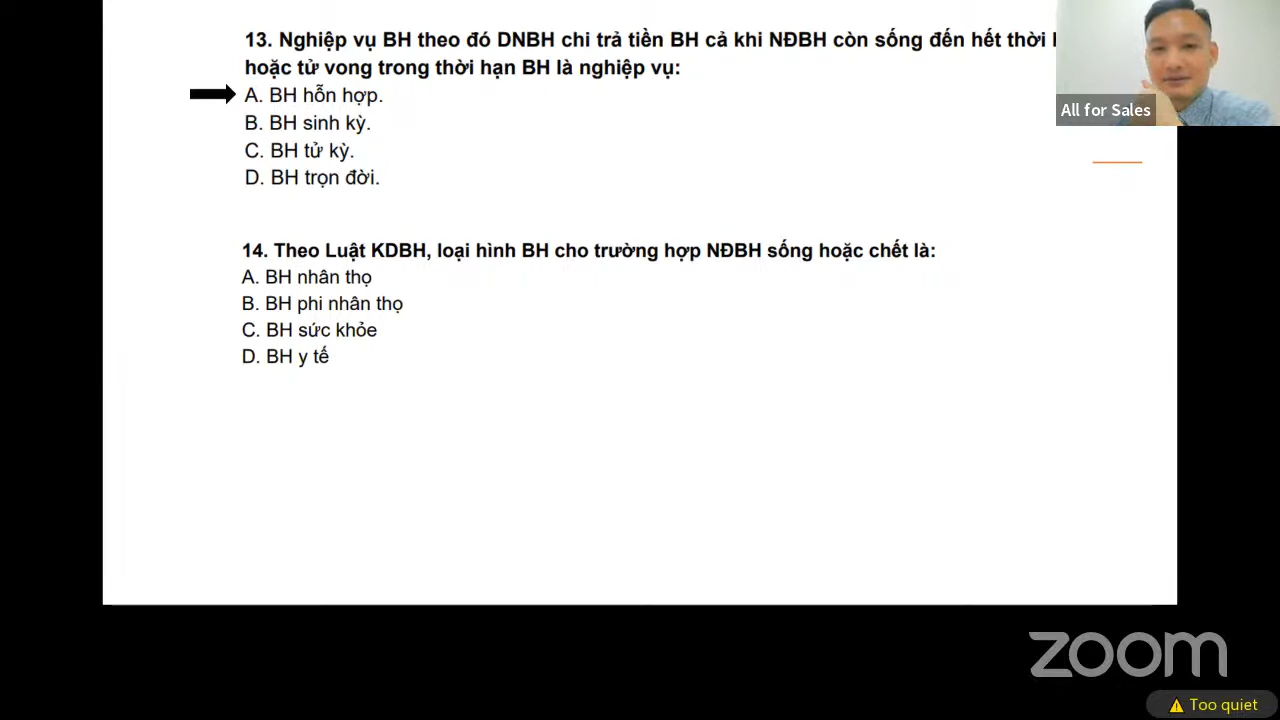 13. Nghiệp vụ BH theo đó DNBH chi trả tiền BH cả khi NĐBH còn sống đến hết thời
hoặc tử vong trong thời hạn BH là nghiệp vụ:
A. BH hỗn hợp.
B. BH sinh kỳ.
C. BH tử kỳ.
D. BH trọn đời.
All for Sales
14. Theo Luật KDBH, loại hình BH cho trường hợp NĐBH sống hoặc chết là:
A. BH nhân thọ
B. BH phi nhân thọ
C. BH sức khỏe
D. BH y tế
zoom
Too quiet